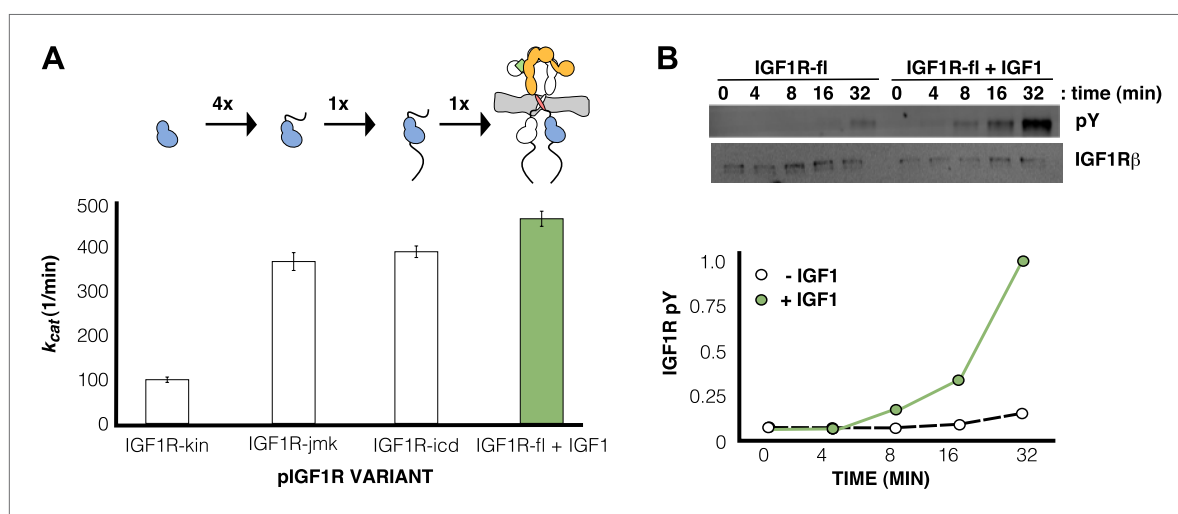 A
4x
1x
1x
500
400
300
200
100
0
kcat (1/min)
IGF1R-kin
IGF1R-jmk
IGF1R-icd
IGF1R-fl + IGF1
pIGF1R VARIANT
B
IGF1R-fl
IGF1R-fl + IGF1
0 4 8 16 32 0 4 8 16 32 : time (min)
pY
IGF1Rβ
1.0
0.75
0.5
0.25
0
IGF1R pY
- IGF1
+ IGF1
0 4 8 16 32
TIME (MIN)